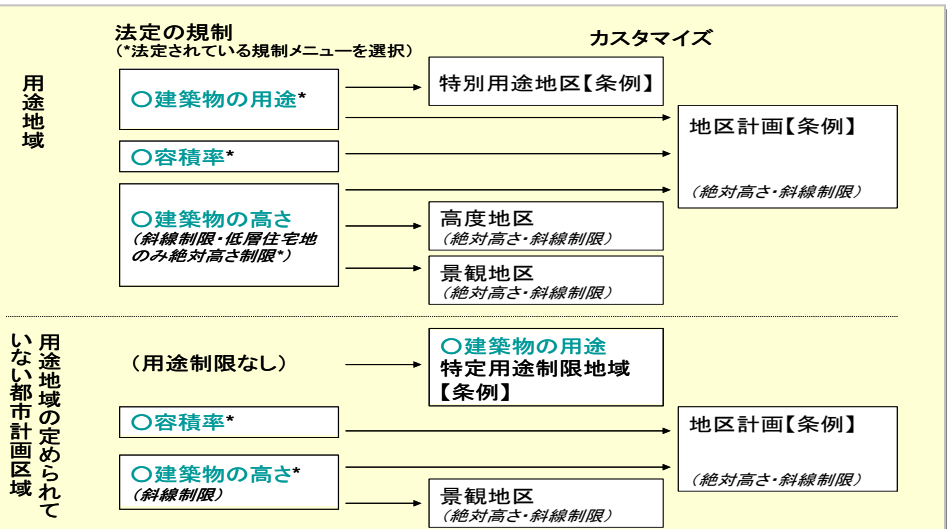 法定の規制
(*法定されている規制メニューを選択)
カスタマイズ
用途地域
〇建築物の用途*
特別用途地区【条例】
地区計画【条例】
(絶対高さ・斜線制限)
〇容積率*
〇建築物の高さ
(斜線制限・低層住宅地
のみ絶対高さ制限*)
高度地区
(絶対高さ・斜線制限)
景観地区
(絶対高さ・斜線制限)
用途地域の定められて
いない都市計画区域
(用途制限なし)
〇建築物の用途
特定用途制限地域
【条例】
〇容積率*
地区計画【条例】
(絶対高さ・斜線制限)
〇建築物の高さ*
(斜線制限)
景観地区
(絶対高さ・斜線制限)